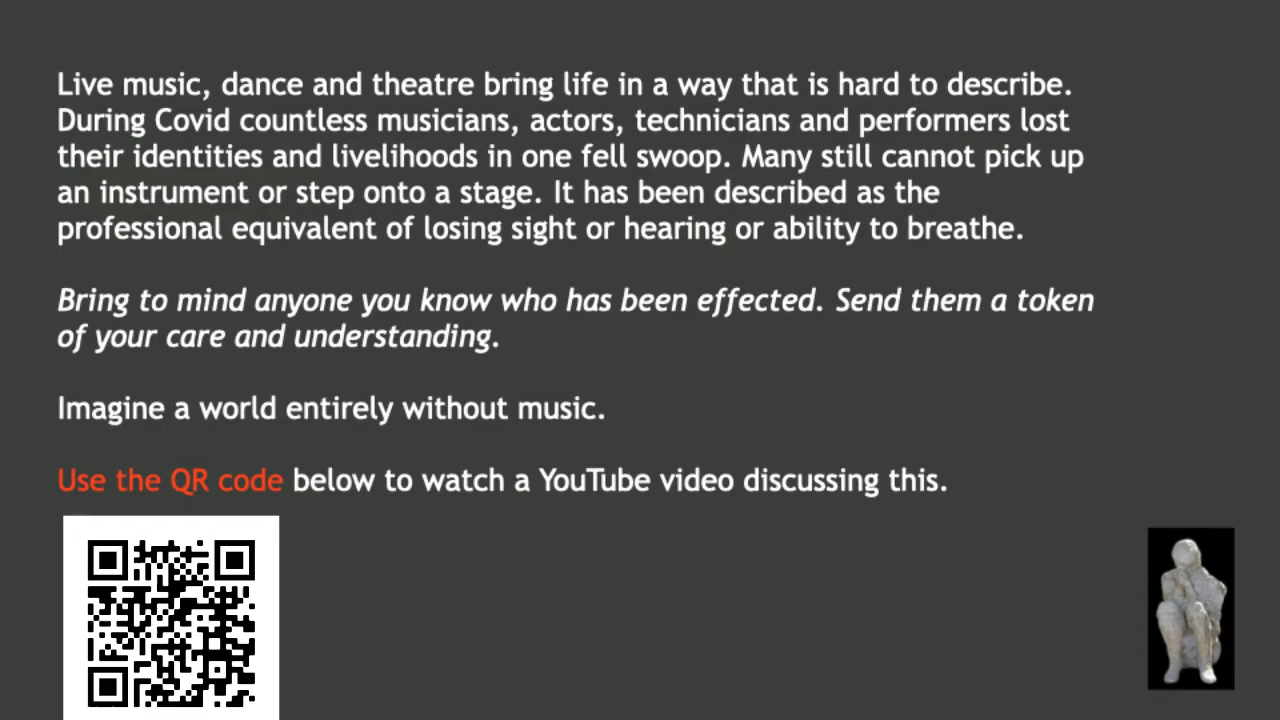 Live music, dance and theatre bring life in a way that is hard to describe.
During Covid countless musicians, actors, technicians and performers lost
their identities and livelihoods in one fell swoop. Many still cannot pick up
an instrument or step onto a stage. It has been described as the
professional equivalent of losing sight or hearing or ability to breathe.
Bring to mind anyone you know who has been effected. Send them a token
of your care and understanding.
Imagine a world entirely without music.
Use the QR code below to watch a YouTube video discussing this.